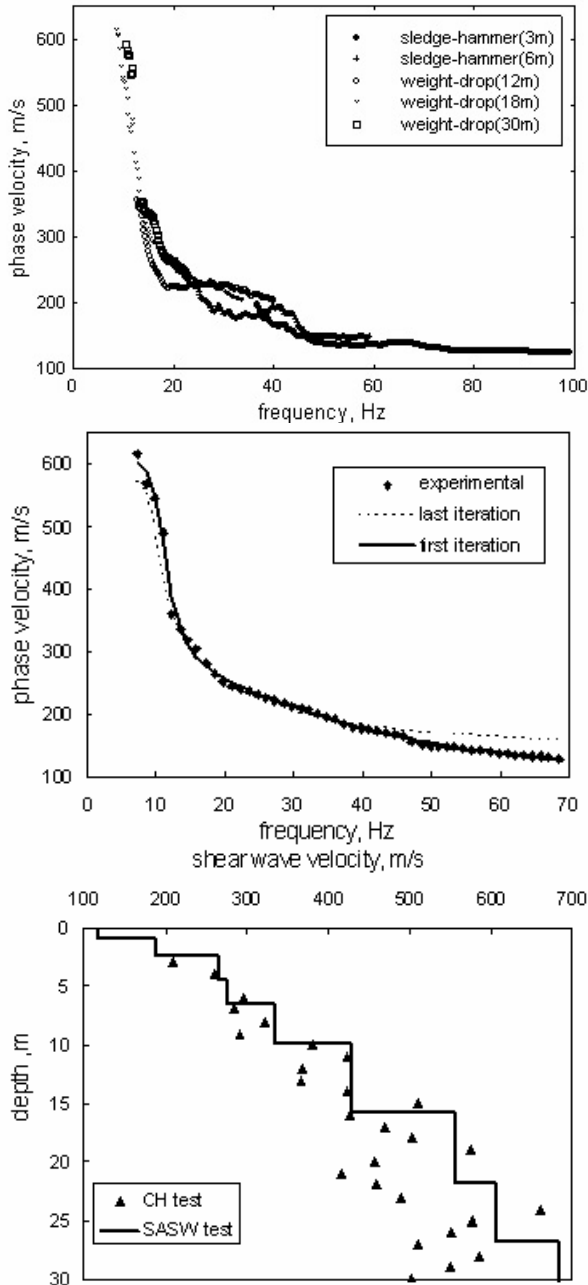 600
500
400
300
200
100
phase velocity, m/s
sledge-hammer(3m)
sledge-hammer(6m)
weight-drop(12m)
weight-drop(18m)
weight-drop(30m)
0 20 40 60 80 100
frequency, Hz
600
500
400
300
200
100
phase velocity, m/s
experimental
last iteration
first iteration
0 10 20 30 40 50 60 70
frequency, Hz
shear wave velocity, m/s
100 200 300 400 500 600 700
0
5
10
15
20
25
30
depth ,m
CH test
SASW test